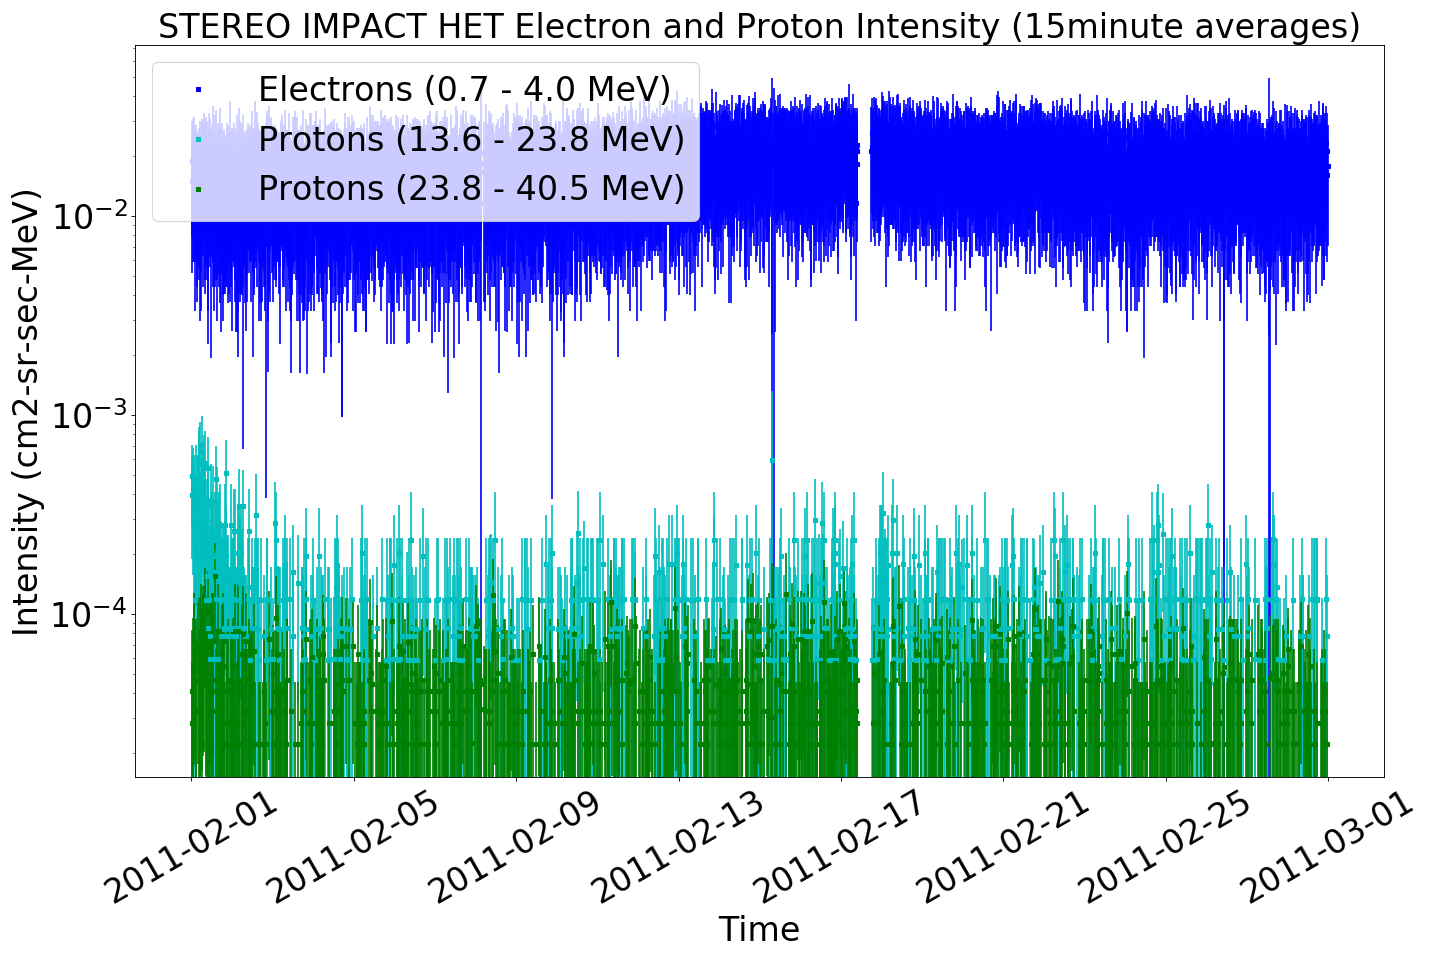 STEREO IMPACT HET Electron and Proton Intensity (15minute averages)
Electrons (0.7 - 4.0 MeV)
Protons (13.6 - 23.8 MeV)
Protons (23.8 - 40.5 MeV)
Intensity (cm2-sr-sec-MeV)
10⁻²
10⁻³
10⁻⁴
2011-02-01
2011-02-05
2011-02-09
2011-02-13
2011-02-17
2011-02-21
2011-02-25
2011-03-01
Time